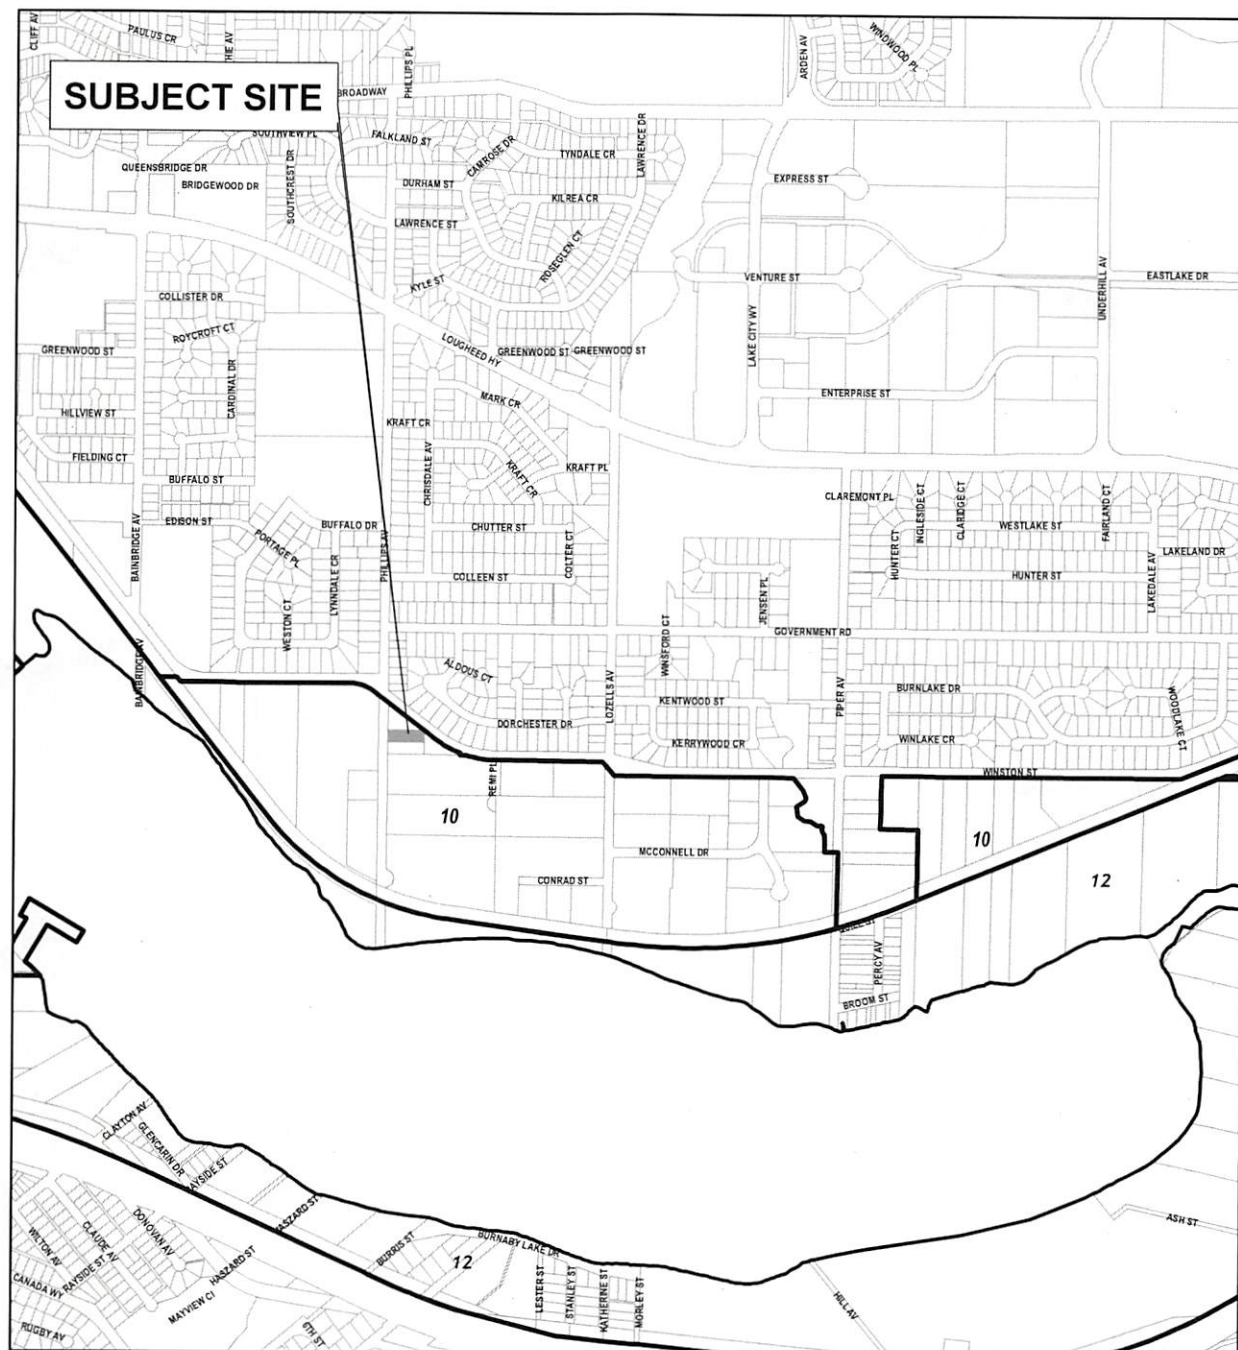 CLIFF AV
PAULUS CR
HIE AV
PHILLIPS PL
ARDEN AV
WINDWOOD PL
SUBJECT SITE
BROADWAY
SOUTHVIEW PL
FALKLAND ST
CAMROSE DR
TYNDALE CR
LAWRENCE DR
QUEENSBRIDGE DR
BRIDGEWOOD DR
SOUTHCREST DR
DURHAM ST
KILREA CR
EXPRESS ST
LAWRENCE ST
ROSEGLEN CT
KYLE ST
VENTURE ST
UNDERHILL AV
EASTLAKE DR
COLLISTER DR
ROYCROFT CT
LOUGHEED HY
LAKE CITY WY
GREENWOOD ST
GREENWOOD ST
GREENWOOD ST
CARDINAL DR
MARK CR
ENTERPRISE ST
HILLVIEW ST
KRAFT CR
FIELDING CT
CHRISDALE AV
KRAFT CR
KRAFT PL
BUFFALO ST
CLAREMONT PL
INGLESIDE CT
CLARIDGE CT
FAIRLAND CT
EDISON ST
PORTAGE PL
BUFFALO DR
PHILLIPS AV
CHUTTER ST
COLTER CT
WESTLAKE ST
HUNTER CT
LAKELAND DR
BAINBRIDGE AV
LYNNDALE CR
COLLEEN ST
JENSEN PL
HUNTER ST
LAKEDALE AV
WESTON CT
WINSFORD CT
GOVERNMENT RD
BAINBRIDGE AV
ALDOUS CT
LOZELLS AV
KENTWOOD ST
PIPER AV
BURNLAKE DR
WOODLAKE CT
DORCHESTER DR
KERRYWOOD CR
WINLAKE CR
REMI PL
WINSTON ST
10
10
MCCONNELL DR
CONRAD ST
12
PERCY AV
BROOM ST
CLAYTON AV
GLENCARIN DR
RAYSIDE ST
HASZARD ST
ASH ST
WILTON AV
CLAUDE AV
DONOVAN AV
BURRIS ST
BURNABY LAKE DR
12
RAYSIDE ST
HASZARD ST
CANADA WY
MAYVIEW CI
LESTER ST
STANLEY ST
KATHERINE ST
MORLEY ST
HILL AV
RUGBY AV
6TH ST